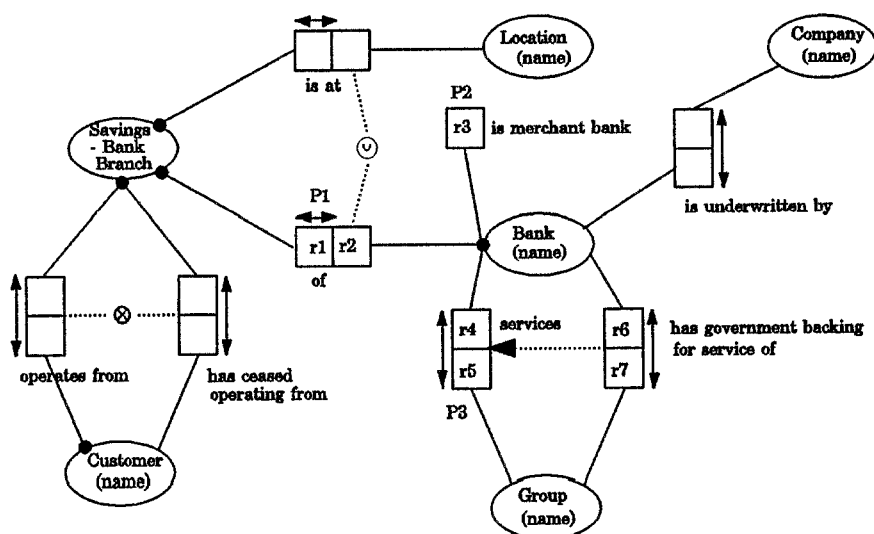 Location
(name)
Company
(name)
is at
P2
r3
is merchant bank
Savings
- Bank
Branch
P1
r1
r2
of
is underwritten by
Bank
(name)
r4
r5
services
r6
r7
has government backing
for service of
P3
operates from
has ceased
operating from
Customer
(name)
Group
(name)